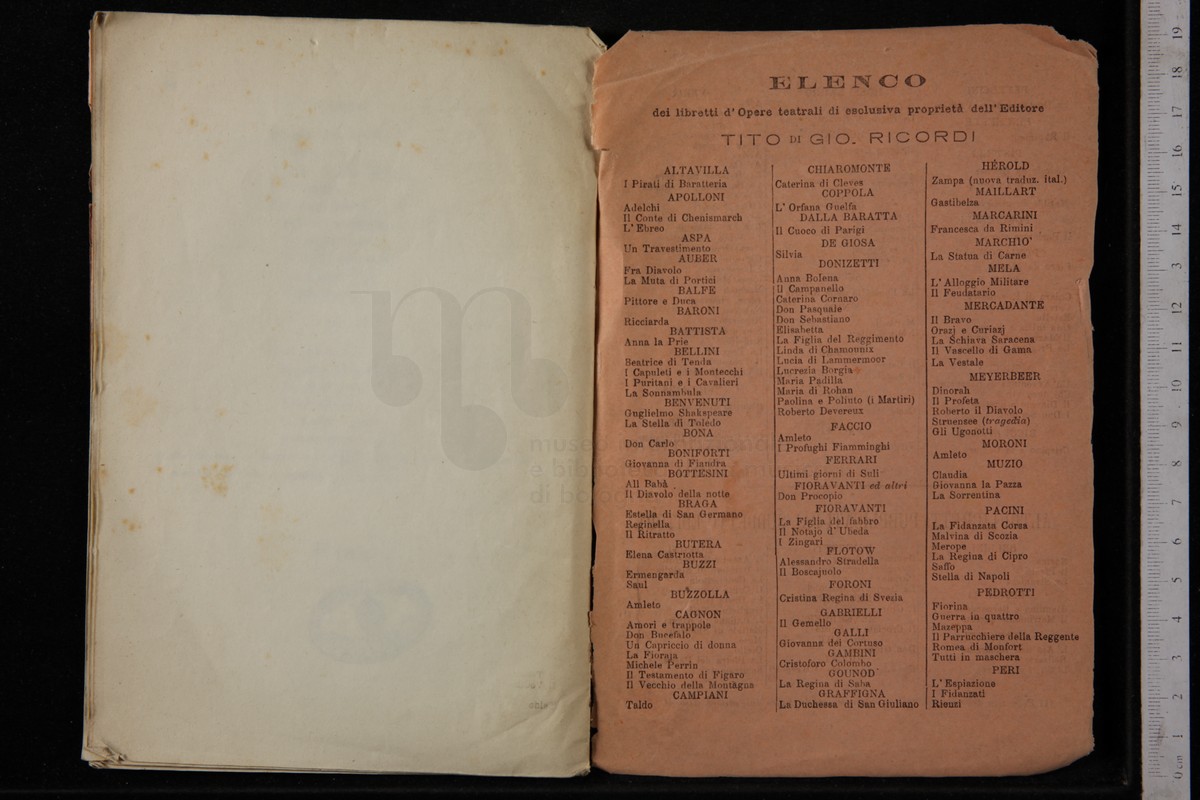 ELENCO
dei libretti d'Opere teatrali di esclusiva proprietà dell'Editore
TITO DI GIO. RICORDI
ALTAVILLA
I Pirati di Baratteria
APOLLONI
Adelchi
Il Conte di Chenismarch
L'Ebreo
ASPA
Un Travestimento
AUBER
Fra Diavolo
La Muta di Portici
BALFE
Pittore e Duca
BARONI
Ricciarda
BATTISTA
Anna la Prie
BELLINI
Beatrice di Tenda
I Capuleti e i Montecchi
I Puritani e i Cavalieri
La Sonnambula
BENVENUTI
Guglielmo Shakspeare
La Stella di Toledo
BONA
Don Carlo
BONIFORTI
Giovanna di Fiandra
BOTTESINI
Alì Babà
Il Diavolo della notte
BRAGA
Estella di San Germano
Reginella
Il Ritratto
BUTERA
Elena Castriotta
BUZZI
Ermengarda
Saul
BUZZOLLA
Amleto
CAGNONI
Amori e trappole
Don Bucefalo
Un Capriccio di donna
La Fioraja
Michele Perrin
Il Testamento di Figaro
Il Vecchio della Montagna
CAMPIANI
Taldo
CHIAROMONTE
Caterina di Cleves
COPPOLA
L'Orfana Guelfa
DALLA BARATTA
Il Cuoco di Parigi
DE GIOSA
Silvia
DONIZETTI
Anna Bolena
Il Campanello
Caterina Cornaro
Don Pasquale
Don Sebastiano
Elisabetta
La Figlia del Reggimento
Linda di Chamounix
Lucia di Lammermoor
Lucrezia Borgia
Maria Padilla
Maria di Rohan
Paolina e Poliuto (i Martiri)
Roberto Devereux
FACCIO
Amleto
I Profughi Fiamminghi
FERRARI
Ultimi giorni di Suli
FIORAVANTI ed altri
Don Procopio
FIORAVANTI
La Figlia del fabbro
Il Notajo d'Ubeda
I Zingari
FLOTOW
Alessandro Stradella
Il Boscajuolo
FORONI
Cristina Regina di Svezia
GABRIELLI
Il Gemello
GALLI
Giovanna dei Cortuso
GAMBINI
Cristoforo Colombo
GOUNOD
La Regina di Saba
GRAFFIGNA
La Duchessa di San Giuliano
HÉROLD
Zampa (nuova traduz. ital.)
MAILLART
Gastibelza
MARCARINI
Francesca da Rimini
MARCHIO'
La Statua di Carne
MELA
L'Alloggio Militare
Il Feudatario
MERCADANTE
Il Bravo
Orazj e Curiazj
La Schiava Saracena
Il Vascello di Gama
La Vestale
MEYERBEER
Dinorah
Il Profeta
Roberto il Diavolo
Struensee (tragedia)
Gli Ugonotti
MORONI
Amleto
MUZIO
Claudia
Giovanna la Pazza
La Sorrentina
PACINI
La Fidanzata Corsa
Malvina di Scozia
Merope
La Regina di Cipro
Saffo
Stella di Napoli
PEDROTTI
Fiorina
Guerra in quattro
Mazeppa
Il Parrucchiere della Reggente
Romea di Monfort
Tutti in maschera
PERI
L'Espiazione
I Fidanzati
Rienzi